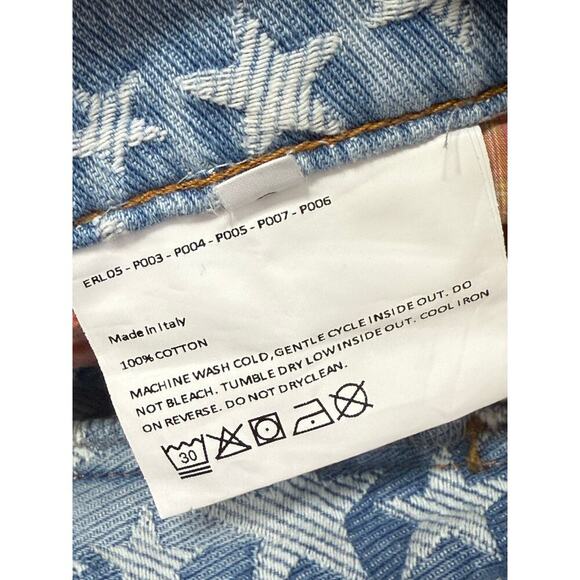 ERL05 - P003 - P004 - P005 - P007 - P006
Made in Italy
100% COTTON
MACHINE WASH COLD, GENTLE CYCLE INSIDE OUT. DO
NOT BLEACH. TUMBLE DRY LOW INSIDE OUT. COOL IRON
ON REVERSE. DO NOT DRYCLEAN.
30